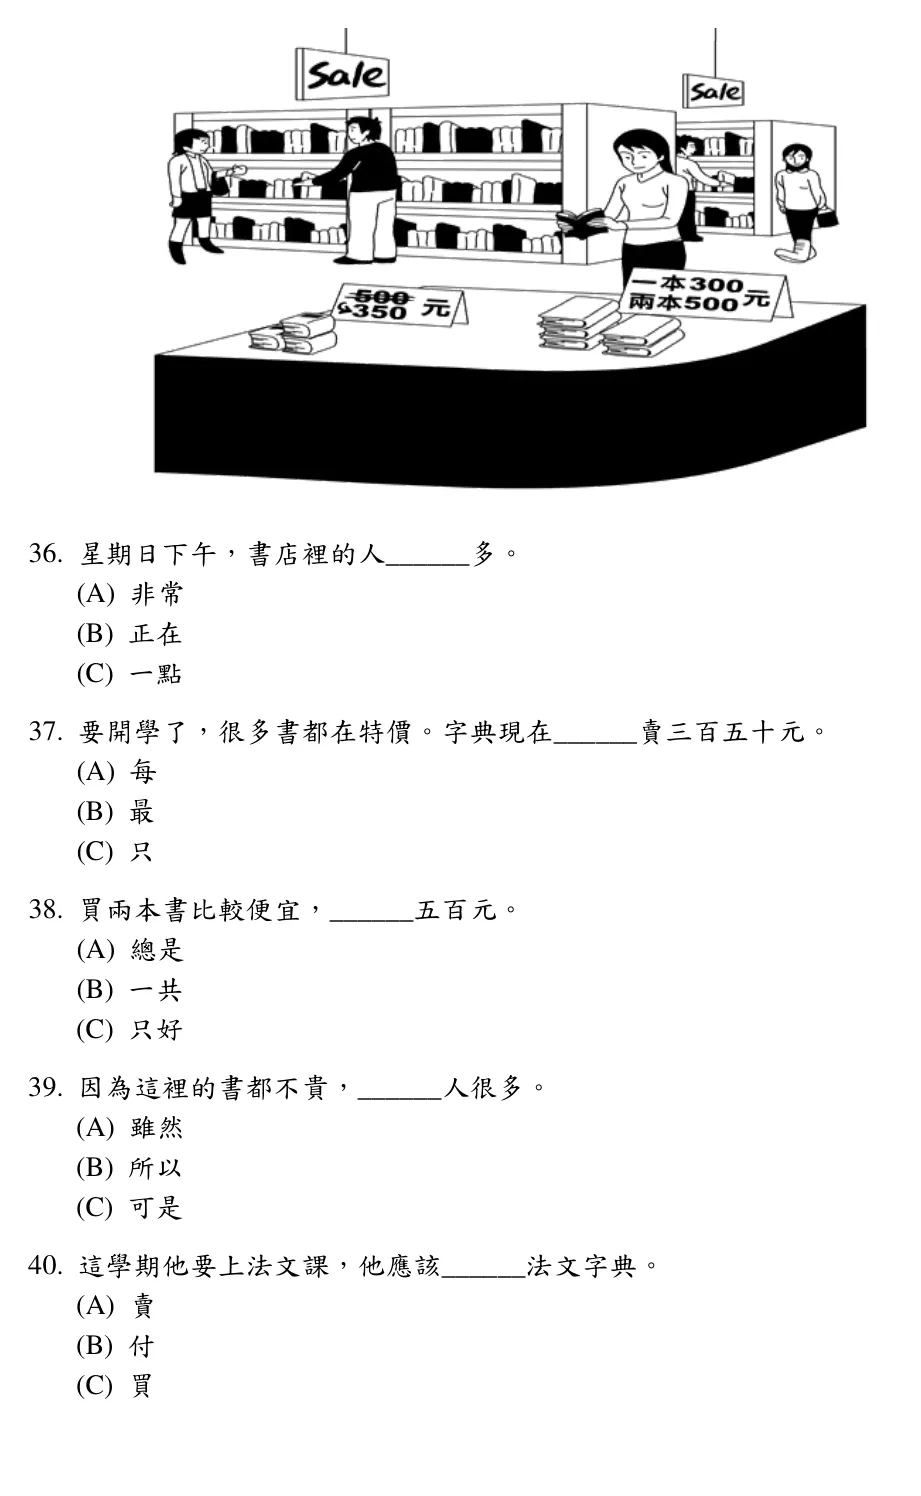 Sale
Sale
一本300元
兩本500
500
350 元
36. 星期日下午，書店裡的人______多。
(A) 非常
(B) 正在
(C) 一點
37. 要開學了，很多書都在特價。字典現在______賣三百五十元。
(A) 每
(B) 最
(C) 只
38. 買兩本書比較便宜，______五百元。
(A) 總是
(B) 一共
(C) 只好
39. 因為這裡的書都不貴，______人很多。
(A) 雖然
(B) 所以
(C) 可是
40. 這學期他要上法文課，他應該______法文字典。
(A) 賣
(B) 付
(C) 買